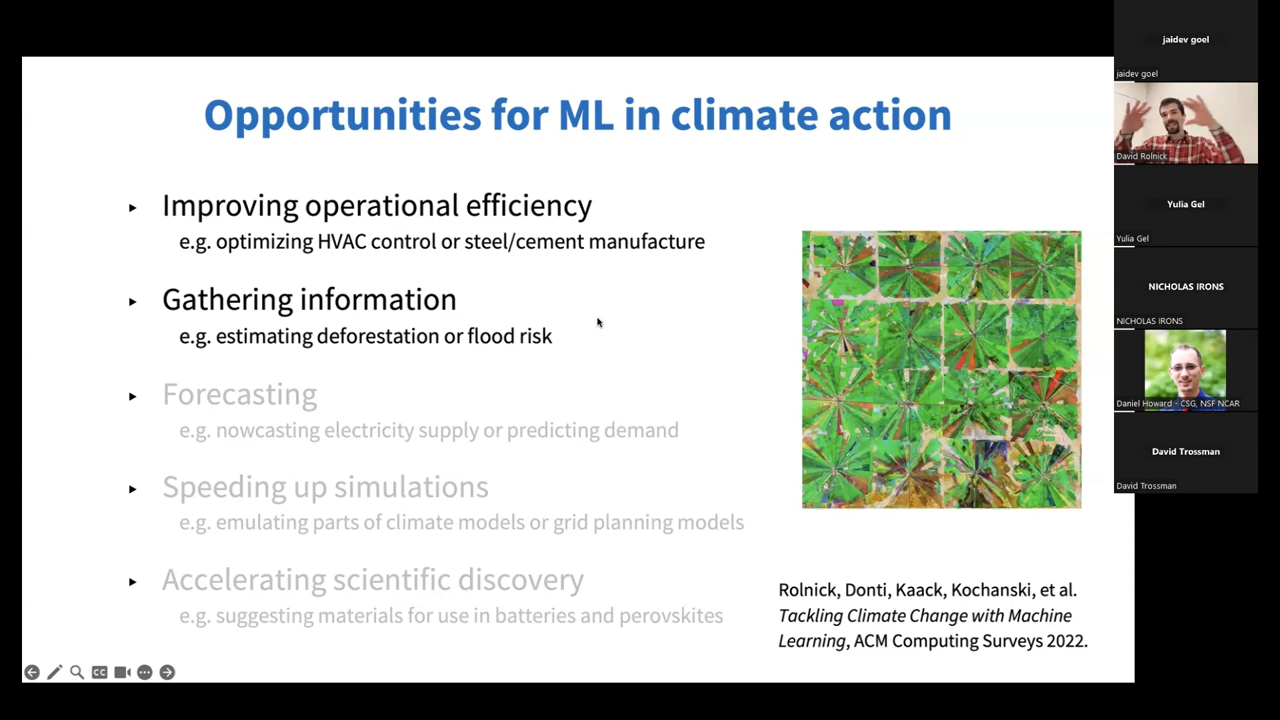 Opportunities for ML in climate action
Improving operational efficiency
e.g. optimizing HVAC control or steel/cement manufacture
Gathering information
e.g. estimating deforestation or flood risk
Forecasting
e.g. nowcasting electricity supply or predicting demand
Speeding up simulations
e.g. emulating parts of climate models or grid planning models
Accelerating scientific discovery
e.g. suggesting materials for use in batteries and perovskites
Rolnick, Donti, Kaack, Kochanski, et al.
Tackling Climate Change with Machine
Learning, ACM Computing Surveys 2022.
CC
jaidev goel
jaidev goel
David Rolnick
Yulia Gel
Yulia Gel
NICHOLAS IRONS
NICHOLAS IRONS
Daniel Howard - CSG, NSF NCAR
David Trossman
David Trossman